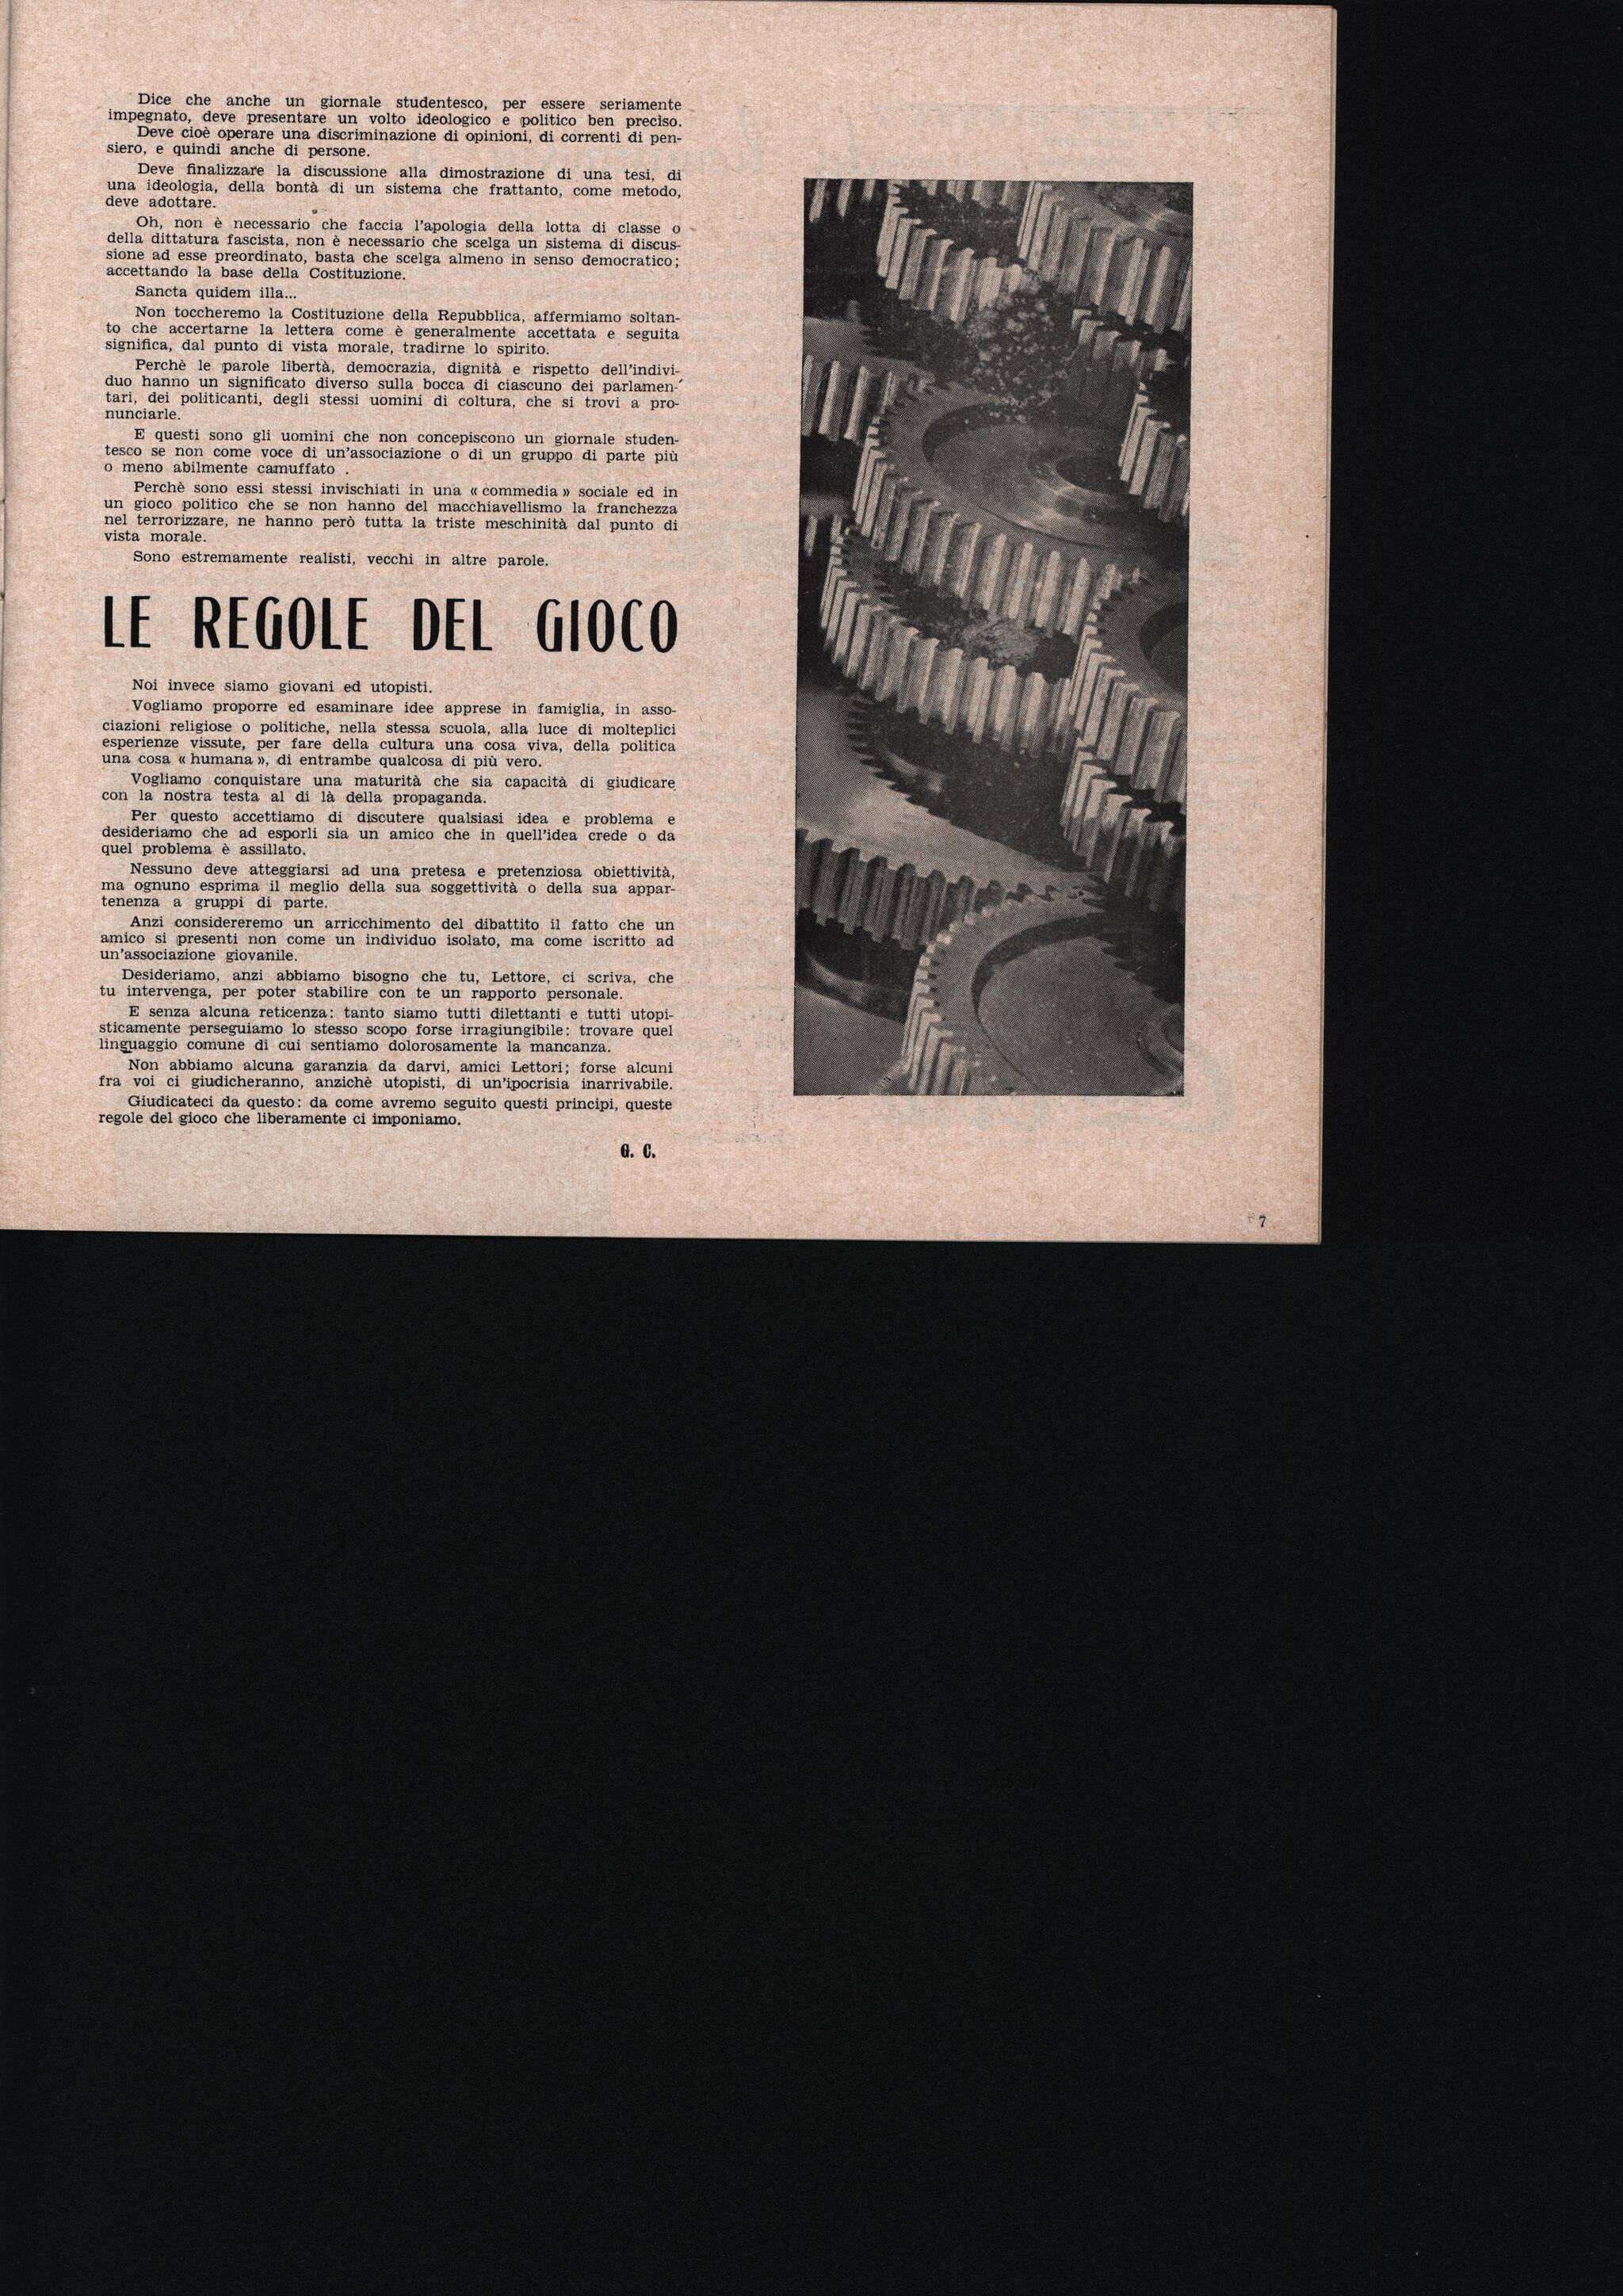 Dice che anche un giornale studentesco, per essere seriamente
impegnato, deve presentare un volto ideologico e politico ben preciso.
Deve cioè operare una discriminazione di opinioni, di correnti di pen-
siero, e quindi anche di persone.
Deve finalizzare la discussione alla dimostrazione di una tesi, di
una ideologia, della bontà di un sistema che frattanto, come metodo,
deve adottare.
Oh, non è necessario che faccia l'apologia della lotta di classe o
della dittatura fascista, non è necessario che scelga un sistema di discus-
sione ad esse preordinato, basta che scelga almeno in senso democratico;
accettando la base della Costituzione.
Sancta quidem illa...
Non toccheremo la Costituzione della Repubblica, affermiamo soltan-
to che accertarne la lettera come è generalmente accettata e seguita
significa, dal punto di vista morale, tradirne lo spirito.
Perchè le parole libertà, democrazia, dignità e rispetto dell'indivi-
duo hanno un significato diverso sulla bocca di ciascuno dei parlamen-
tari, dei politicanti, degli stessi uomini di coltura, che si trovi a pro-
nunciarle.
E questi sono gli uomini che non concepiscono un giornale studen-
tesco se non come voce di un'associazione o di un gruppo di parte più
o meno abilmente camuffato .
Perchè sono essi stessi invischiati in una « commedia » sociale ed in
un gioco politico che se non hanno del macchiavellismo la franchezza
nel terrorizzare, ne hanno però tutta la triste meschinità dal punto di
vista morale.
Sono estremamente realisti, vecchi in altre parole.
LE REGOLE DEL GIOCO
Noi invece siamo giovani ed utopisti.
Vogliamo proporre ed esaminare idee apprese in famiglia, in asso-
ciazioni religiose o politiche, nella stessa scuola, alla luce di molteplici
esperienze vissute, per fare della cultura una cosa viva, della politica
una cosa « humana », di entrambe qualcosa di più vero.
Vogliamo conquistare una maturità che sia capacità di giudicare
con la nostra testa al di là della propaganda.
Per questo accettiamo di discutere qualsiasi idea e problema e
desideriamo che ad esporli sia un amico che in quell'idea crede o da
quel problema è assillato.
Nessuno deve atteggiarsi ad una pretesa e pretenziosa obiettività,
ma ognuno esprima il meglio della sua soggettività o della sua appar-
tenenza a gruppi di parte.
Anzi considereremo un arricchimento del dibattito il fatto che un
amico si presenti non come un individuo isolato, ma come iscritto ad
un'associazione giovanile.
Desideriamo, anzi abbiamo bisogno che tu, Lettore, ci scriva, che
tu intervenga, per poter stabilire con te un rapporto personale.
E senza alcuna reticenza: tanto siamo tutti dilettanti e tutti utopi-
sticamente perseguiamo lo stesso scopo forse irragiungibile: trovare quel
linguaggio comune di cui sentiamo dolorosamente la mancanza.
Non abbiamo alcuna garanzia da darvi, amici Lettori; forse alcuni
fra voi ci giudicheranno, anzichè utopisti, di un'ipocrisia inarrivabile.
Giudicateci da questo: da come avremo seguito questi principi, queste
regole del gioco che liberamente ci imponiamo.
G. C.
7